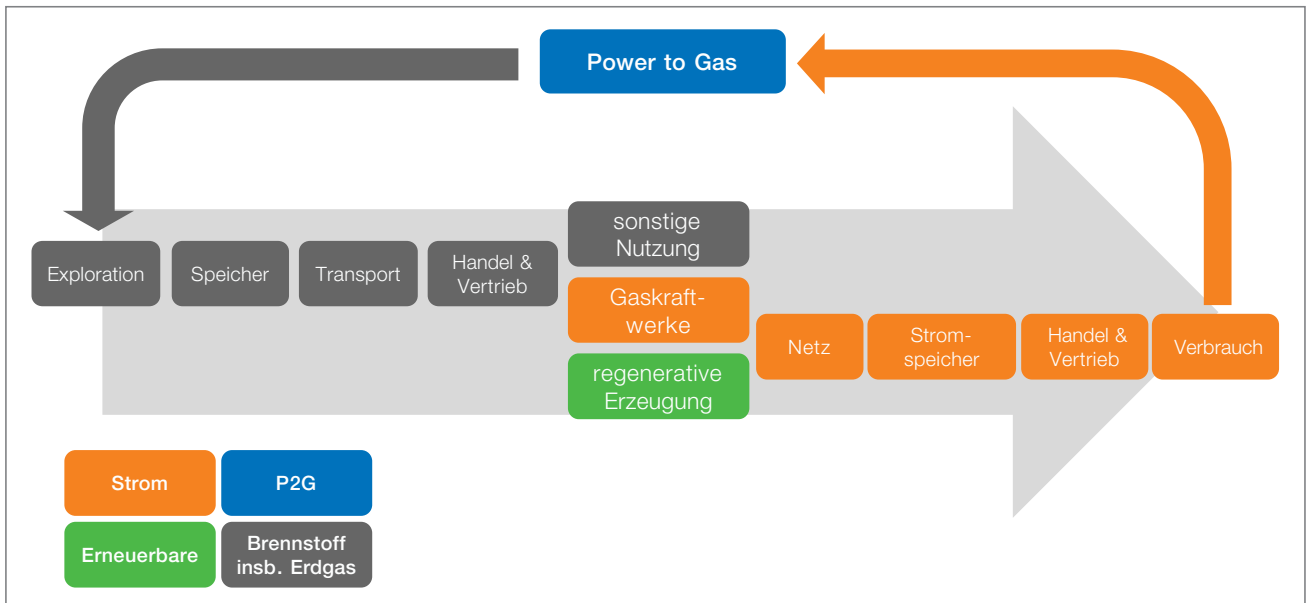 Power to Gas
Exploration
Speicher
Transport
Handel &
Vertrieb
sonstige
Nutzung
Gaskraft-
werke
regenerative
Erzeugung
Netz
Strom-
speicher
Handel &
Vertrieb
Verbrauch
Strom
P2G
Erneuerbare
Brennstoff
insb. Erdgas